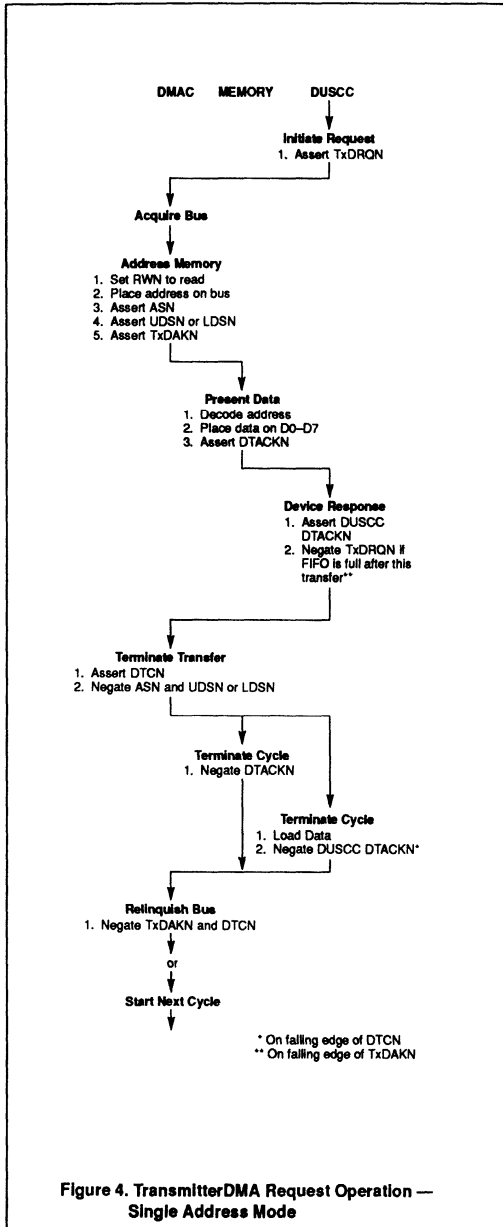 DMAC MEMORY DUSCC
Initiate Request
1. Assert TxDRQN
Acquire Bus
Address Memory
1. Set RWN to read
2. Place address on bus
3. Assert ASN
4. Assert UDSN or LDSN
5. Assert TxDAKN
Present Data
1. Decode address
2. Place data on D0–D7
3. Assert DTACKN
Device Response
1. Assert DUSCC
DTACKN
2. Negate TxDRQN if
FIFO is full after this
transfer**
Terminate Transfer
1. Assert DTCN
2. Negate ASN and UDSN or LDSN
Terminate Cycle
1. Negate DTACKN
Terminate Cycle
1. Load Data
2. Negate DUSCC DTACKN*
Relinquish Bus
1. Negate TxDAKN and DTCN
or
Start Next Cycle
* On falling edge of DTCN
** On falling edge of TxDAKN
Figure 4. TransmitterDMA Request Operation —
Single Address Mode